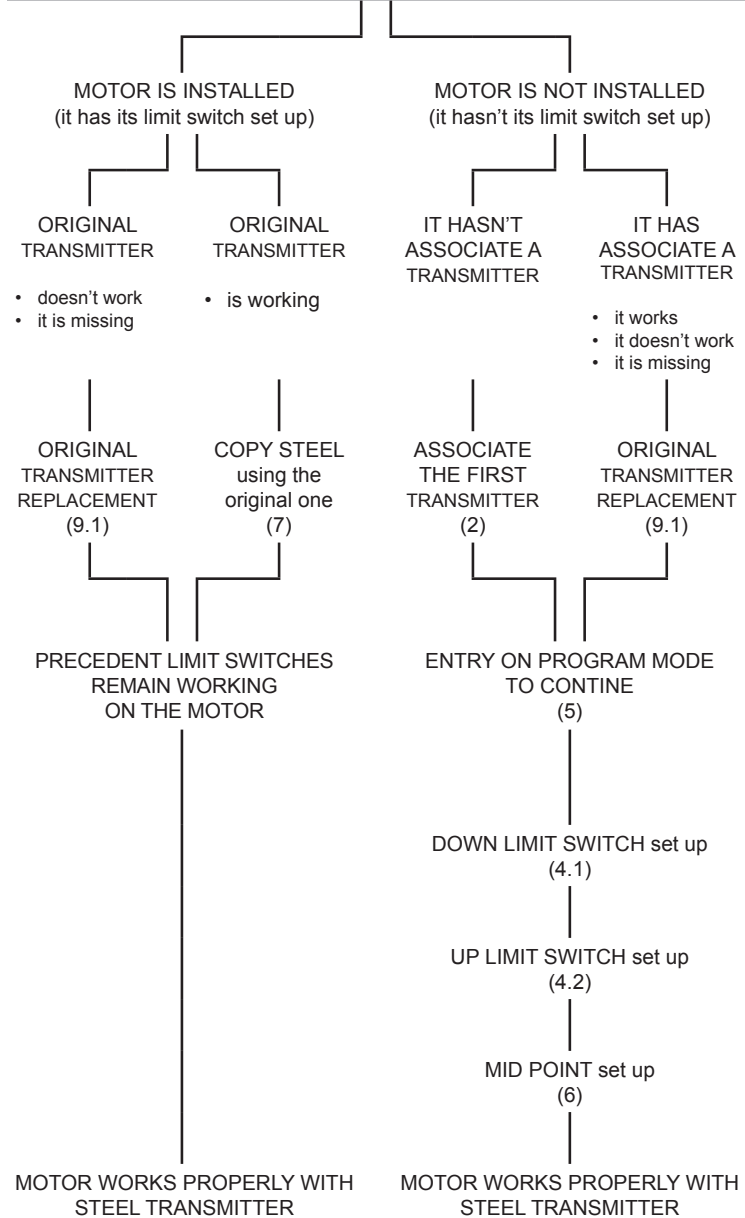 MOTOR IS INSTALLED
(it has its limit switch set up)
MOTOR IS NOT INSTALLED
(it hasn't its limit switch set up)
ORIGINAL
TRANSMITTER
• doesn't work
• it is missing
ORIGINAL
TRANSMITTER
• is working
IT HASN'T
ASSOCIATE A
TRANSMITTER
IT HAS
ASSOCIATE A
TRANSMITTER
• it works
• it doesn't work
• it is missing
ORIGINAL
TRANSMITTER
REPLACEMENT
(9.1)
COPY STEEL
using the
original one
(7)
ASSOCIATE
THE FIRST
TRANSMITTER
(2)
ORIGINAL
TRANSMITTER
REPLACEMENT
(9.1)
PRECEDENT LIMIT SWITCHES
REMAIN WORKING
ON THE MOTOR
ENTRY ON PROGRAM MODE
TO CONTINE
(5)
DOWN LIMIT SWITCH set up
(4.1)
UP LIMIT SWITCH set up
(4.2)
MID POINT set up
(6)
MOTOR WORKS PROPERLY WITH
STEEL TRANSMITTER
MOTOR WORKS PROPERLY WITH
STEEL TRANSMITTER